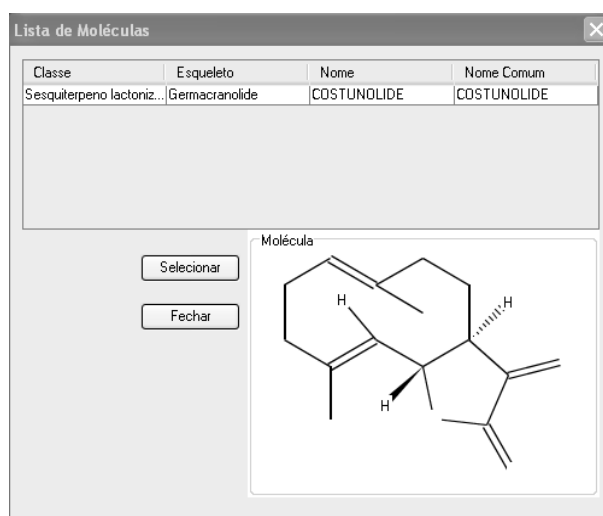 Lista de Moléculas
Classe Esqueleto Nome Nome Comum
Sesquiterpeno lactoniz... Germacranolide COSTUNOLIDE COSTUNOLIDE
Molécula
Selecionar
Fechar
H
H
H